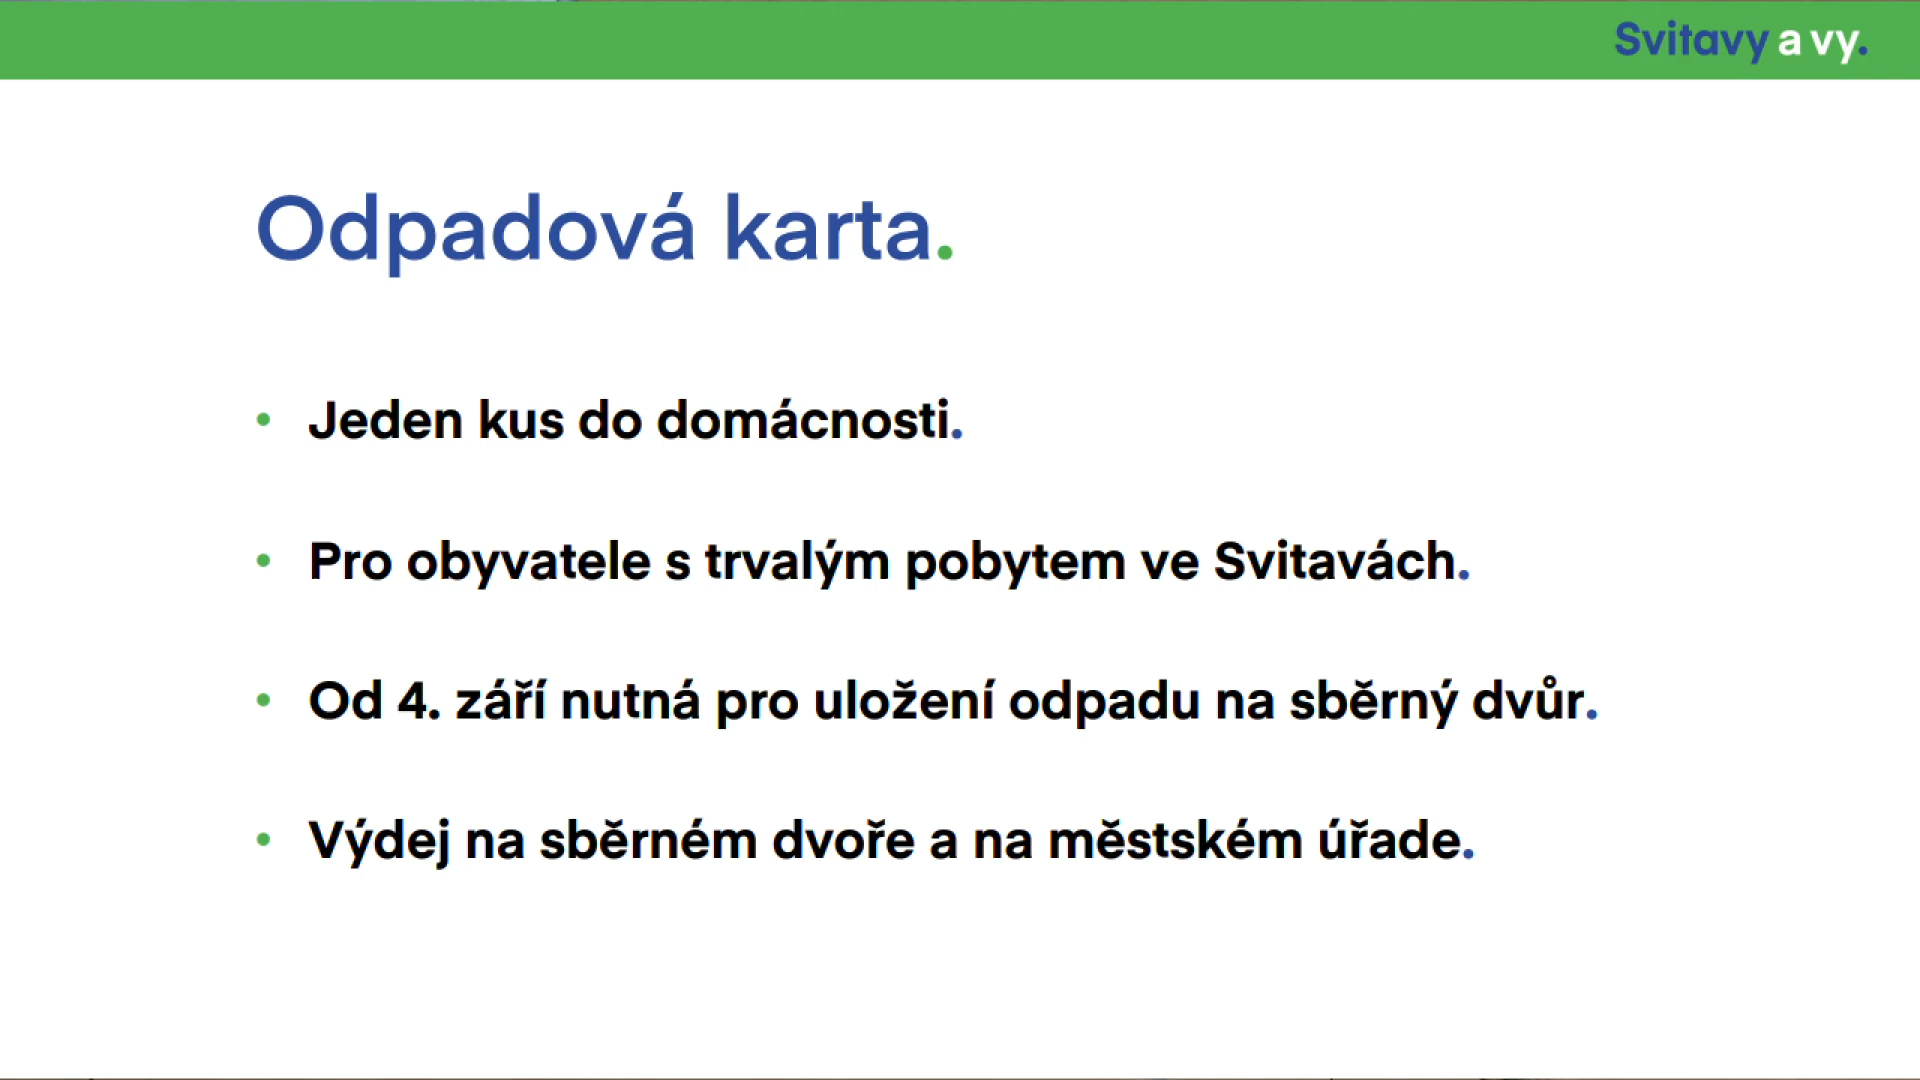 Svitavy a vy.
Odpadová karta.
• Jeden kus do domácnosti.
• Pro obyvatele s trvalým pobytem ve Svitavách.
• Od 4. září nutná pro uložení odpadu na sběrný dvůr.
• Výdej na sběrném dvoře a na městském úřade.